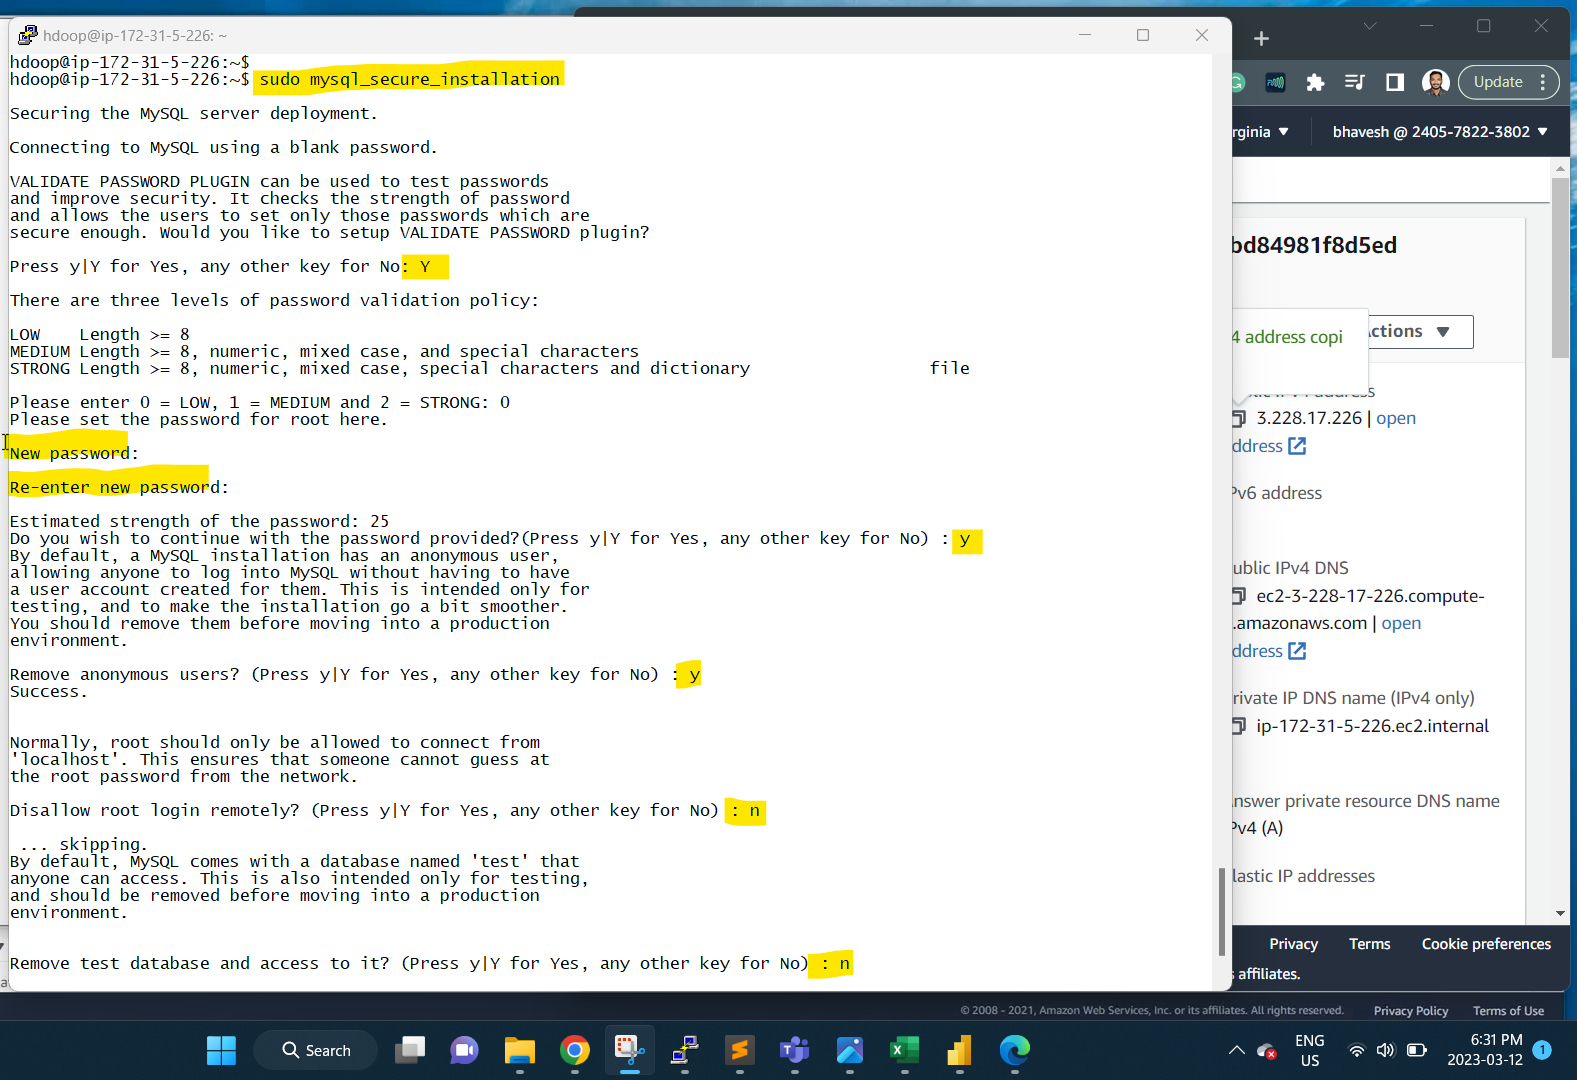 hdoop@ip-172-31-5-226: ~
hdoop@ip-172-31-5-226:~$
hdoop@ip-172-31-5-226:~$ sudo mysql_secure_installation
Securing the MySQL server deployment.
Connecting to MySQL using a blank password.
VALIDATE PASSWORD PLUGIN can be used to test passwords
and improve security. It checks the strength of password
and allows the users to set only those passwords which are
secure enough. Would you like to setup VALIDATE PASSWORD plugin?
Press y|Y for Yes, any other key for No: Y
There are three levels of password validation policy:
LOW    Length >= 8
MEDIUM Length >= 8, numeric, mixed case, and special characters
STRONG Length >= 8, numeric, mixed case, special characters and dictionary                  file
Please enter 0 = LOW, 1 = MEDIUM and 2 = STRONG: 0
Please set the password for root here.
New password:
Re-enter new password:
Estimated strength of the password: 25
Do you wish to continue with the password provided?(Press y|Y for Yes, any other key for No) : y
By default, a MySQL installation has an anonymous user,
allowing anyone to log into MySQL without having to have
a user account created for them. This is intended only for
testing, and to make the installation go a bit smoother.
You should remove them before moving into a production
environment.
Remove anonymous users? (Press y|Y for Yes, any other key for No) : y
Success.
Normally, root should only be allowed to connect from
'localhost'. This ensures that someone cannot guess at
the root password from the network.
Disallow root login remotely? (Press y|Y for Yes, any other key for No) : n
... skipping.
By default, MySQL comes with a database named 'test' that
anyone can access. This is also intended only for testing,
and should be removed before moving into a production
environment.
Remove test database and access to it? (Press y|Y for Yes, any other key for No) : n
Update
rginia
bhavesh @ 2405-7822-3802
bd84981f8d5ed
4 address copi
ctions
3.228.17.226 | open
ddress
Pv6 address
ublic IPv4 DNS
ec2-3-228-17-226.compute-
.amazonaws.com | open
ddress
rivate IP DNS name (IPv4 only)
ip-172-31-5-226.ec2.internal
nswer private resource DNS name
Pv4 (A)
lastic IP addresses
Privacy
Terms
Cookie preferences
affiliates.
© 2008 - 2021, Amazon Web Services, Inc. or its affiliates. All rights reserved.
Privacy Policy
Terms of Use
Search
ENG
US
6:31 PM
2023-03-12
1